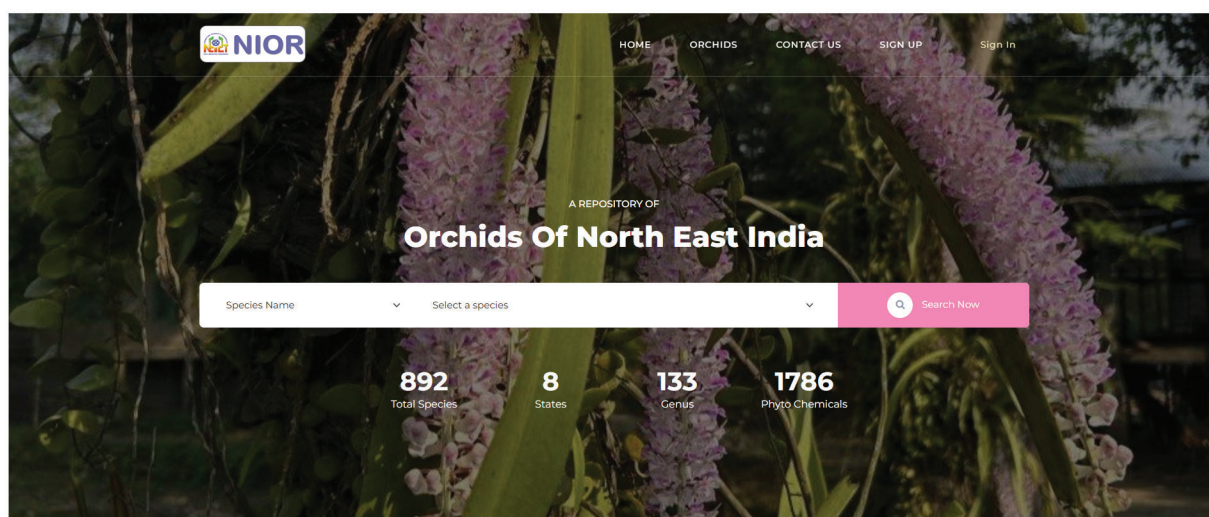 NIOR
HOME ORCHIDS CONTACT US SIGN UP Sign In
A REPOSITORY OF
Orchids Of North East India
Species Name Select a species Search Now
892 8 133 1786
Total Species States Genus Phyto Chemicals